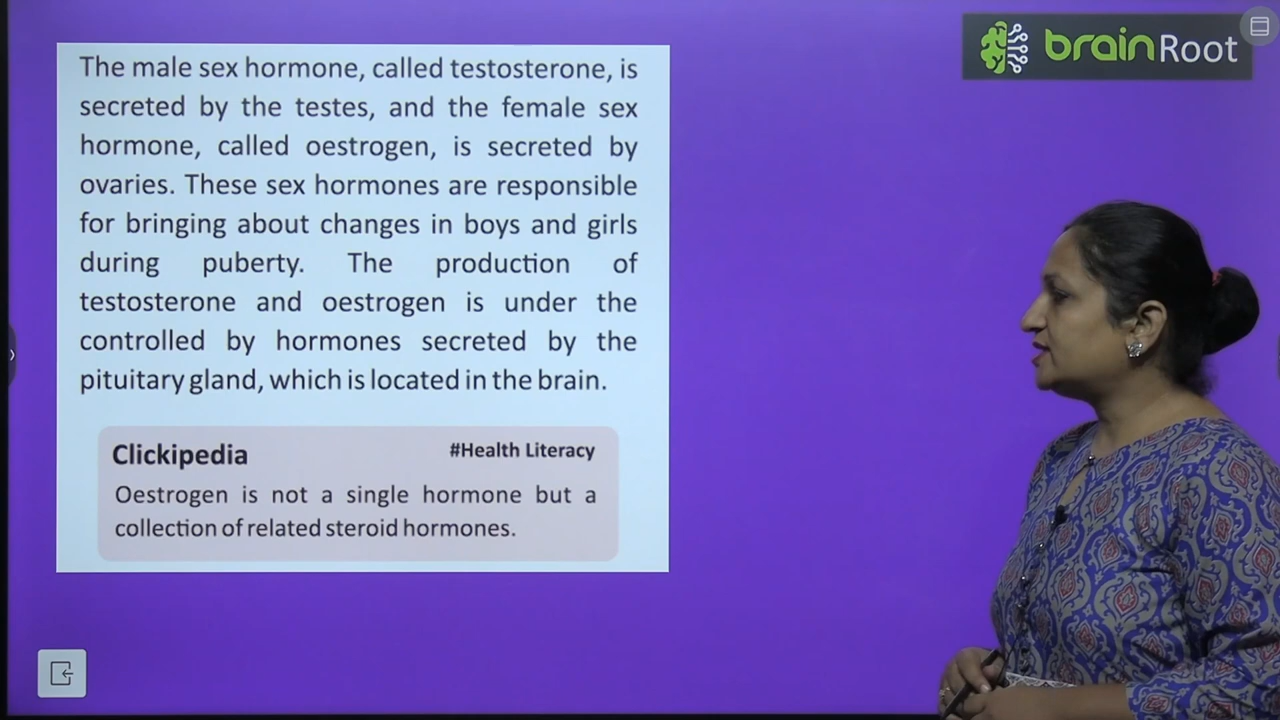 The male sex hormone, called testosterone, is
secreted by the testes, and the female sex
hormone, called oestrogen, is secreted by
ovaries. These sex hormones are responsible
for bringing about changes in boys and girls
during puberty. The production of
testosterone and oestrogen is under the
controlled by hormones secreted by the
pituitary gland, which is located in the brain.
Clickipedia #Health Literacy
Oestrogen is not a single hormone but a
collection of related steroid hormones.
brainRoot